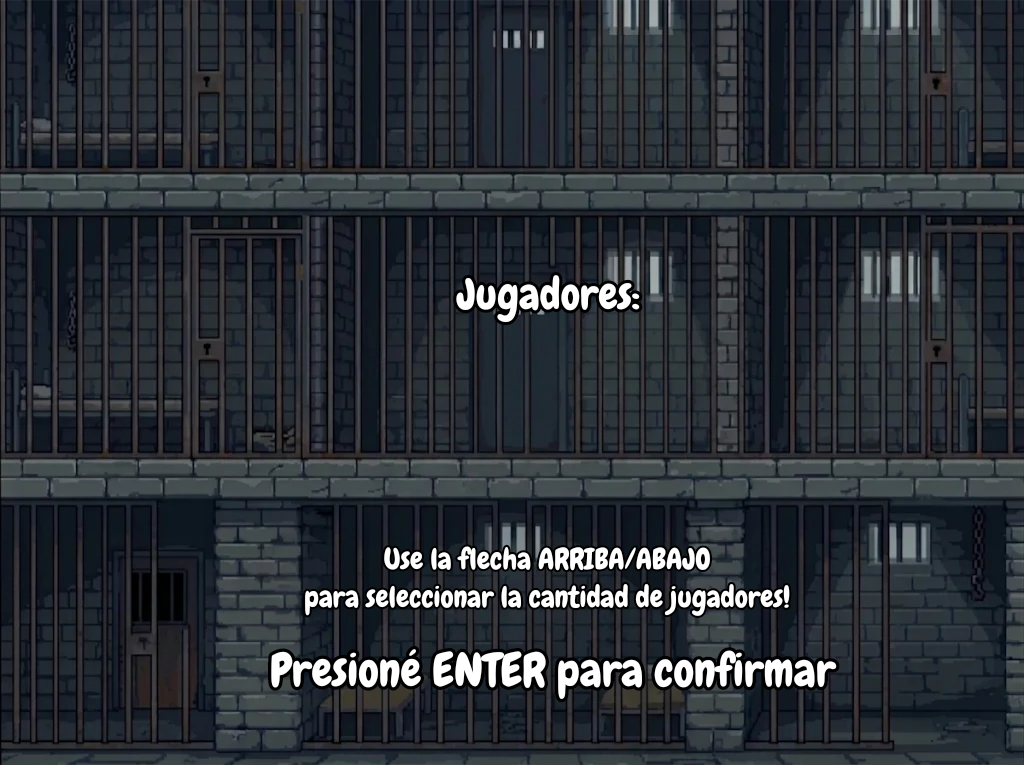 Jugadores:
Use la flecha ARRIBA/ABAJO
para seleccionar la cantidad de jugadores!
Presioné ENTER para confirmar